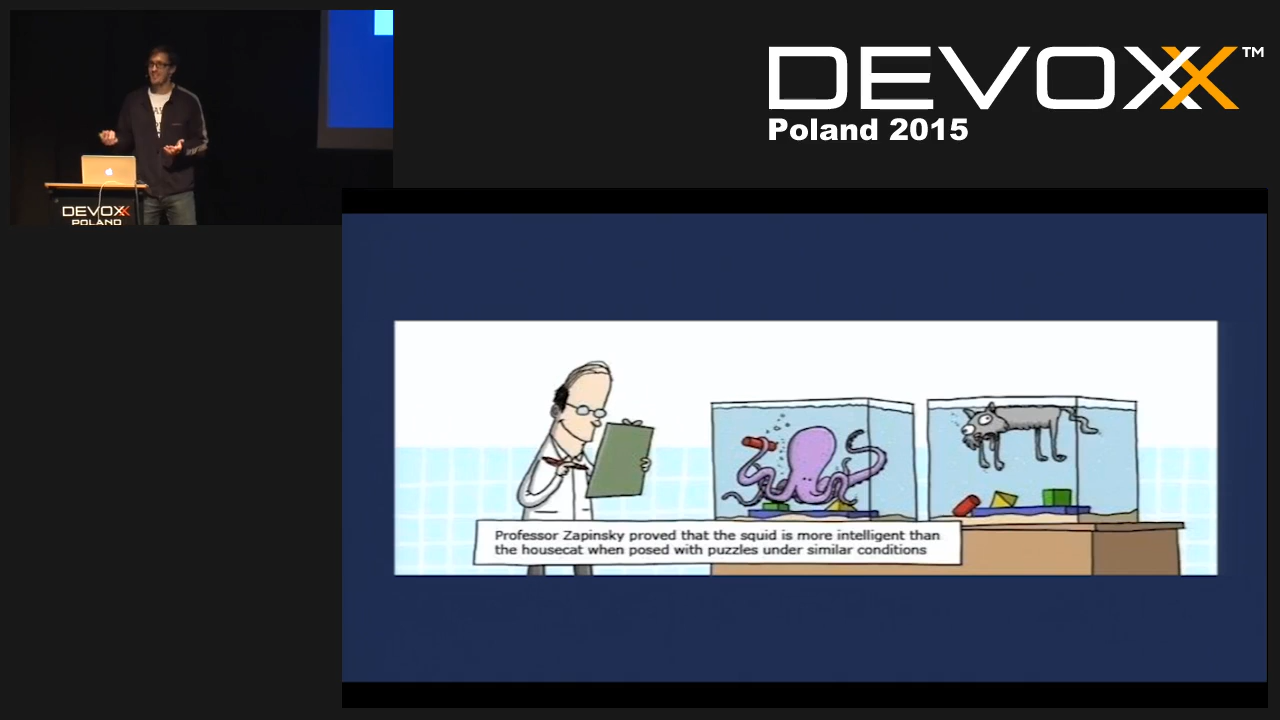 DEVOXX™
Poland 2015
DEVOXX
POLAND
Professor Zapinsky proved that the squid is more intelligent than
the housecat when posed with puzzles under similar conditions